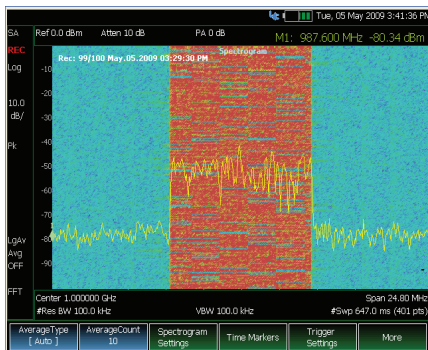 Tue, 05 May 2009 3:41:36 PM
SA Ref 0.0 dBm Atten 10 dB PA 0 dB M1: 987.600 MHz -80.34 dBm
REC
Rec: 99/100 May.05.2009 03:29:30 PM Spectrogram
Log
-10
-20
10.0
dB/
-30
-40
Pk
-50
-60
-70
LgAv
-80
Avg
OFF
-90
FFT
Center 1.000000 GHz Span 24.80 MHz
#Res BW 100.0 kHz VBW 100.0 kHz #Swp 647.0 ms (401 pts)
AverageType
[ Auto ]
AverageCount
10
Spectrogram
Settings
Time Markers
Trigger
Settings
More